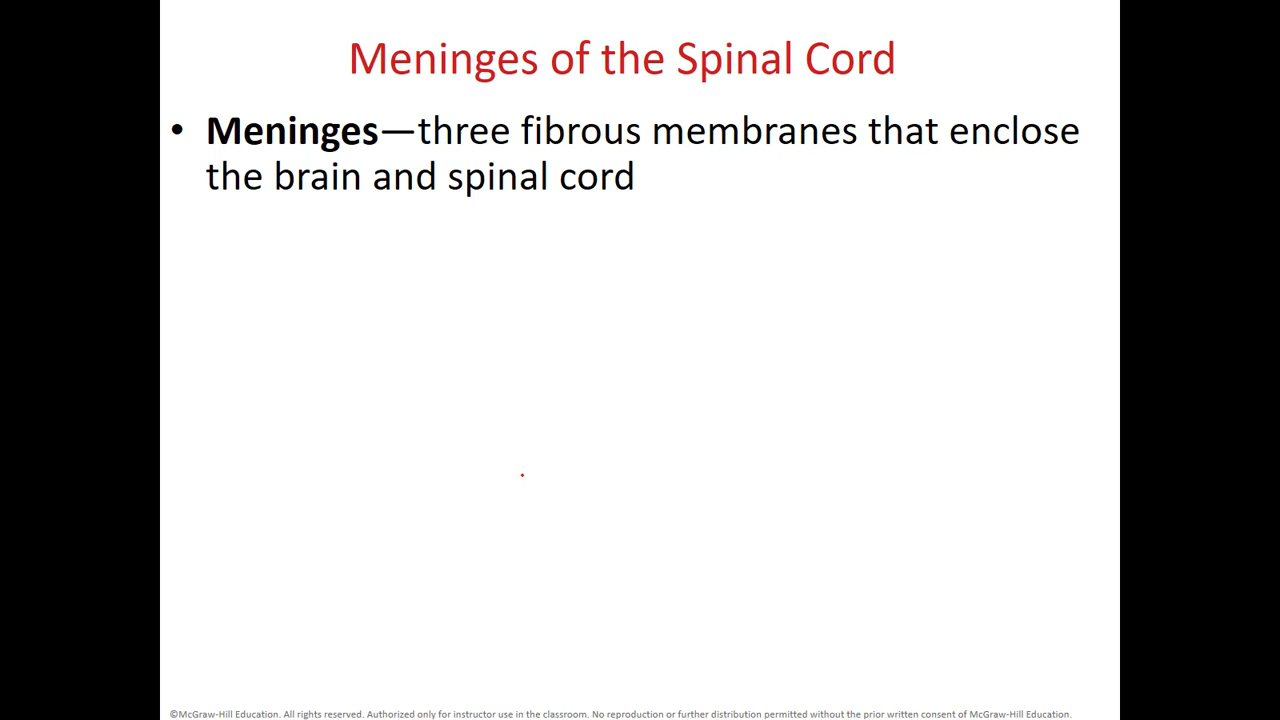 Meninges of the Spinal Cord
• Meninges—three fibrous membranes that enclose
the brain and spinal cord
©McGraw-Hill Education. All rights reserved. Authorized only for instructor use in the classroom. No reproduction or further distribution permitted without the prior written consent of McGraw-Hill Education.